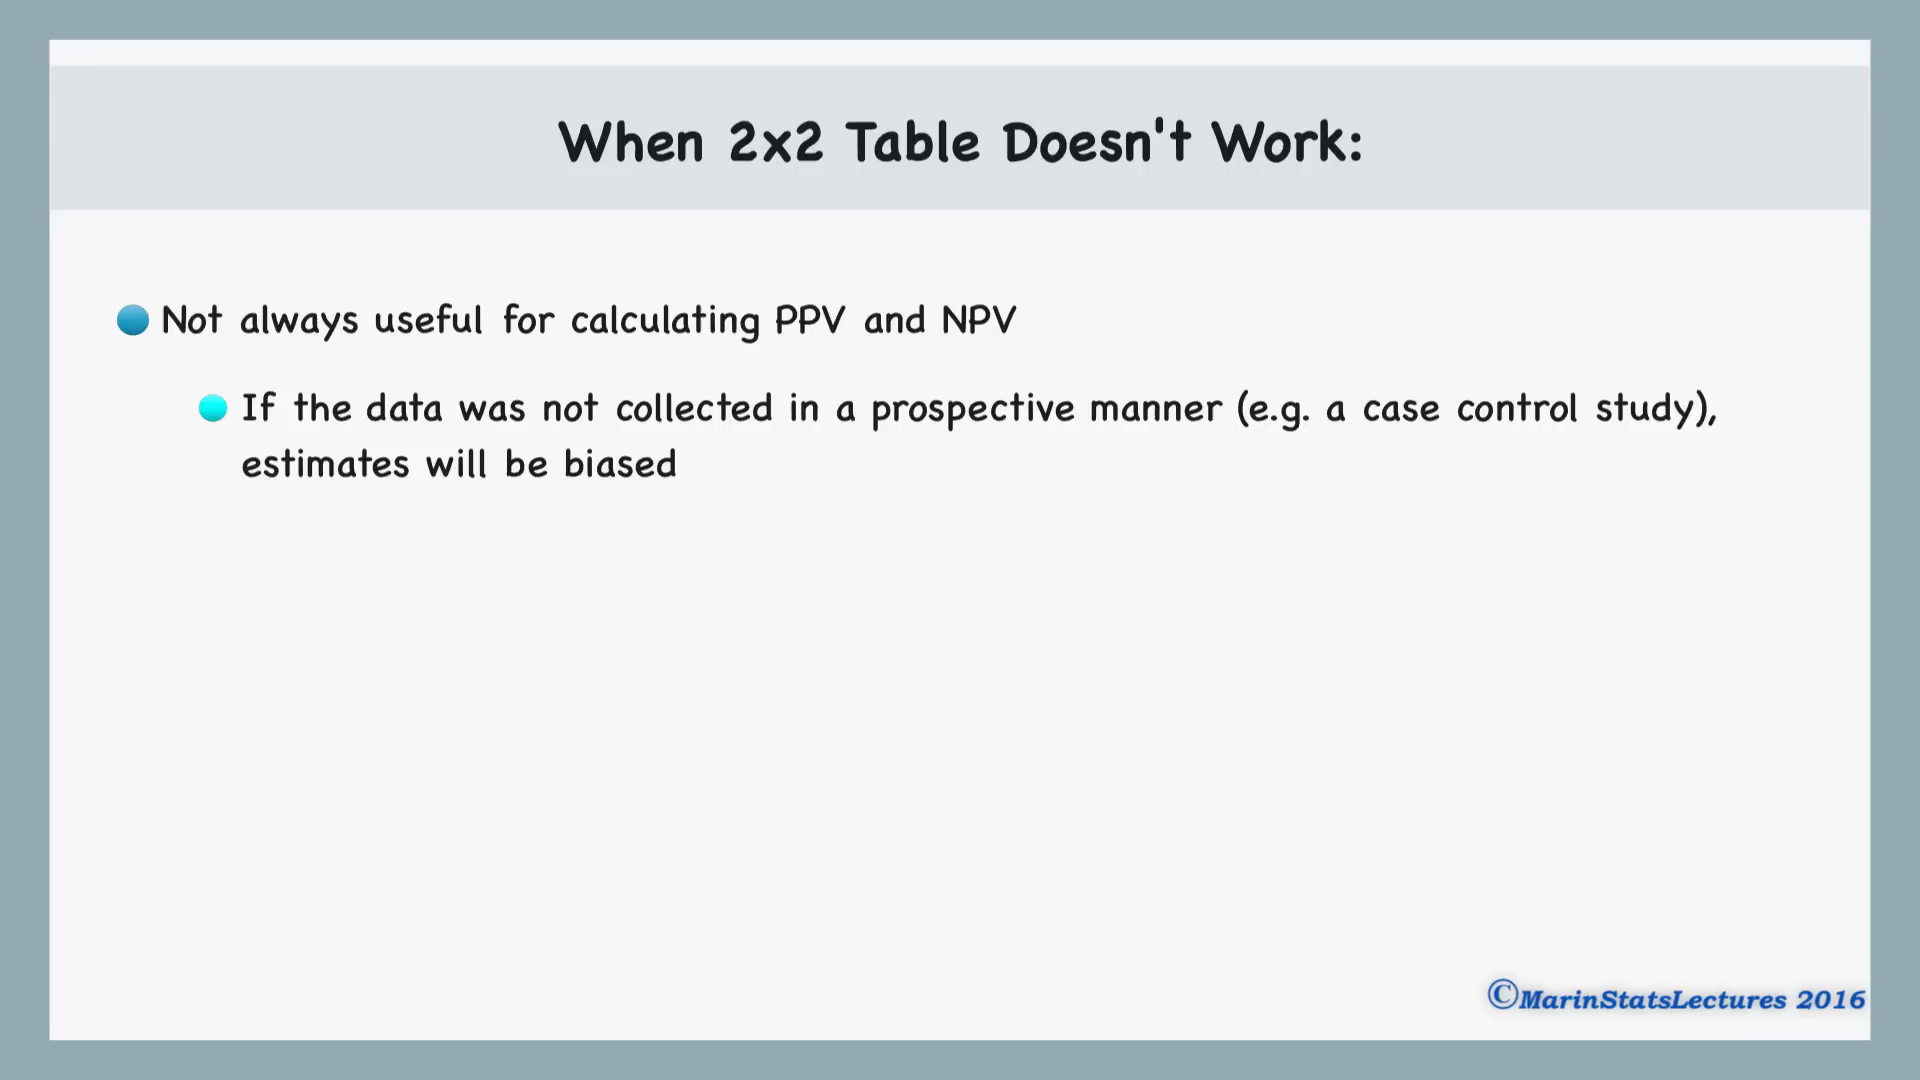 When 2x2 Table Doesn't Work:
Not always useful for calculating PPV and NPV
If the data was not collected in a prospective manner (e.g. a case control study),
estimates will be biased
©MarinStatsLectures 2016